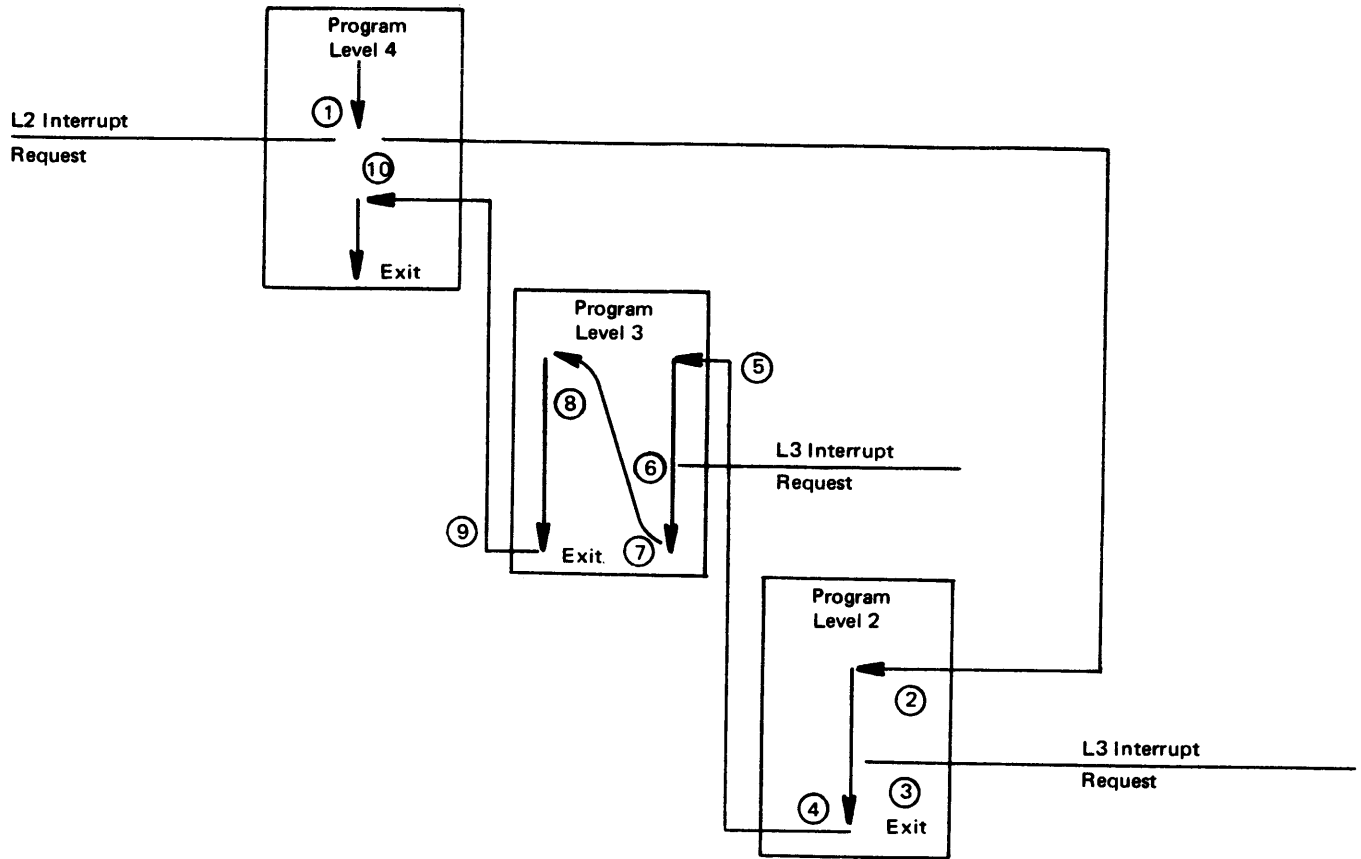 Program
Level 4
①
L2 Interrupt
Request
⑩
Exit
Program
Level 3
⑤
⑧
⑥
L3 Interrupt
Request
⑨
Exit.
⑦
Program
Level 2
②
L3 Interrupt
Request
③
④
Exit